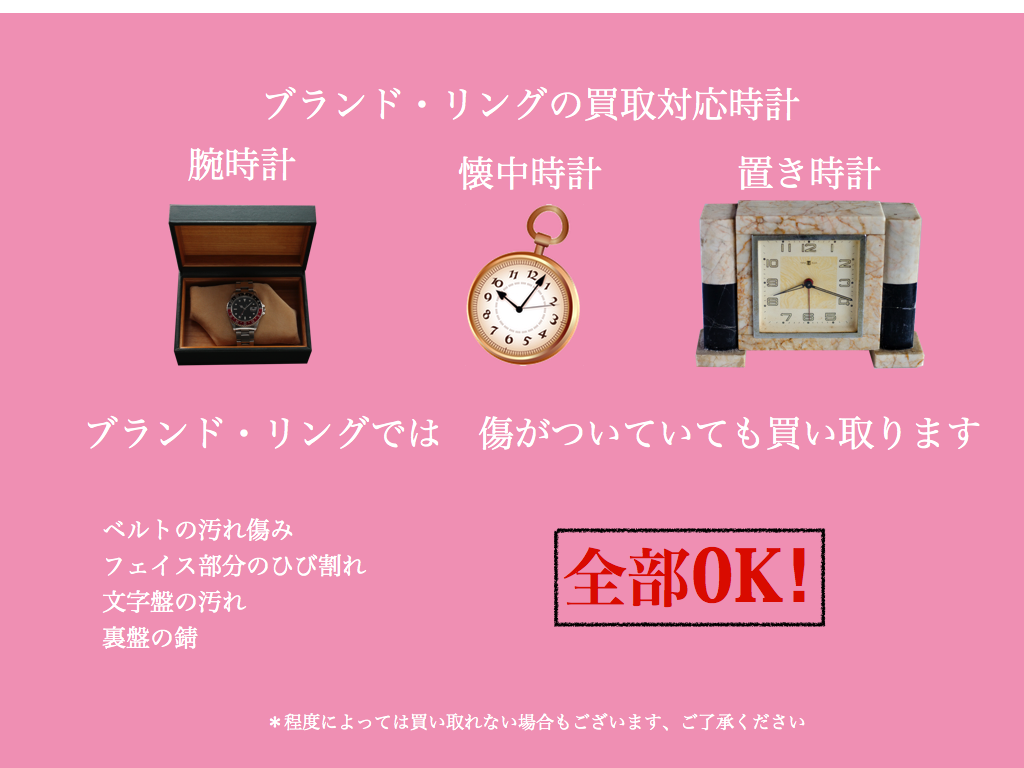 ブランド・リングの買取対応時計
腕時計
懐中時計
置き時計
ブランド・リングでは　傷がついていても買い取ります
ベルトの汚れ傷み
フェイス部分のひび割れ
文字盤の汚れ
裏盤の錆
全部OK!
＊程度によっては買い取れない場合もございます、ご了承ください